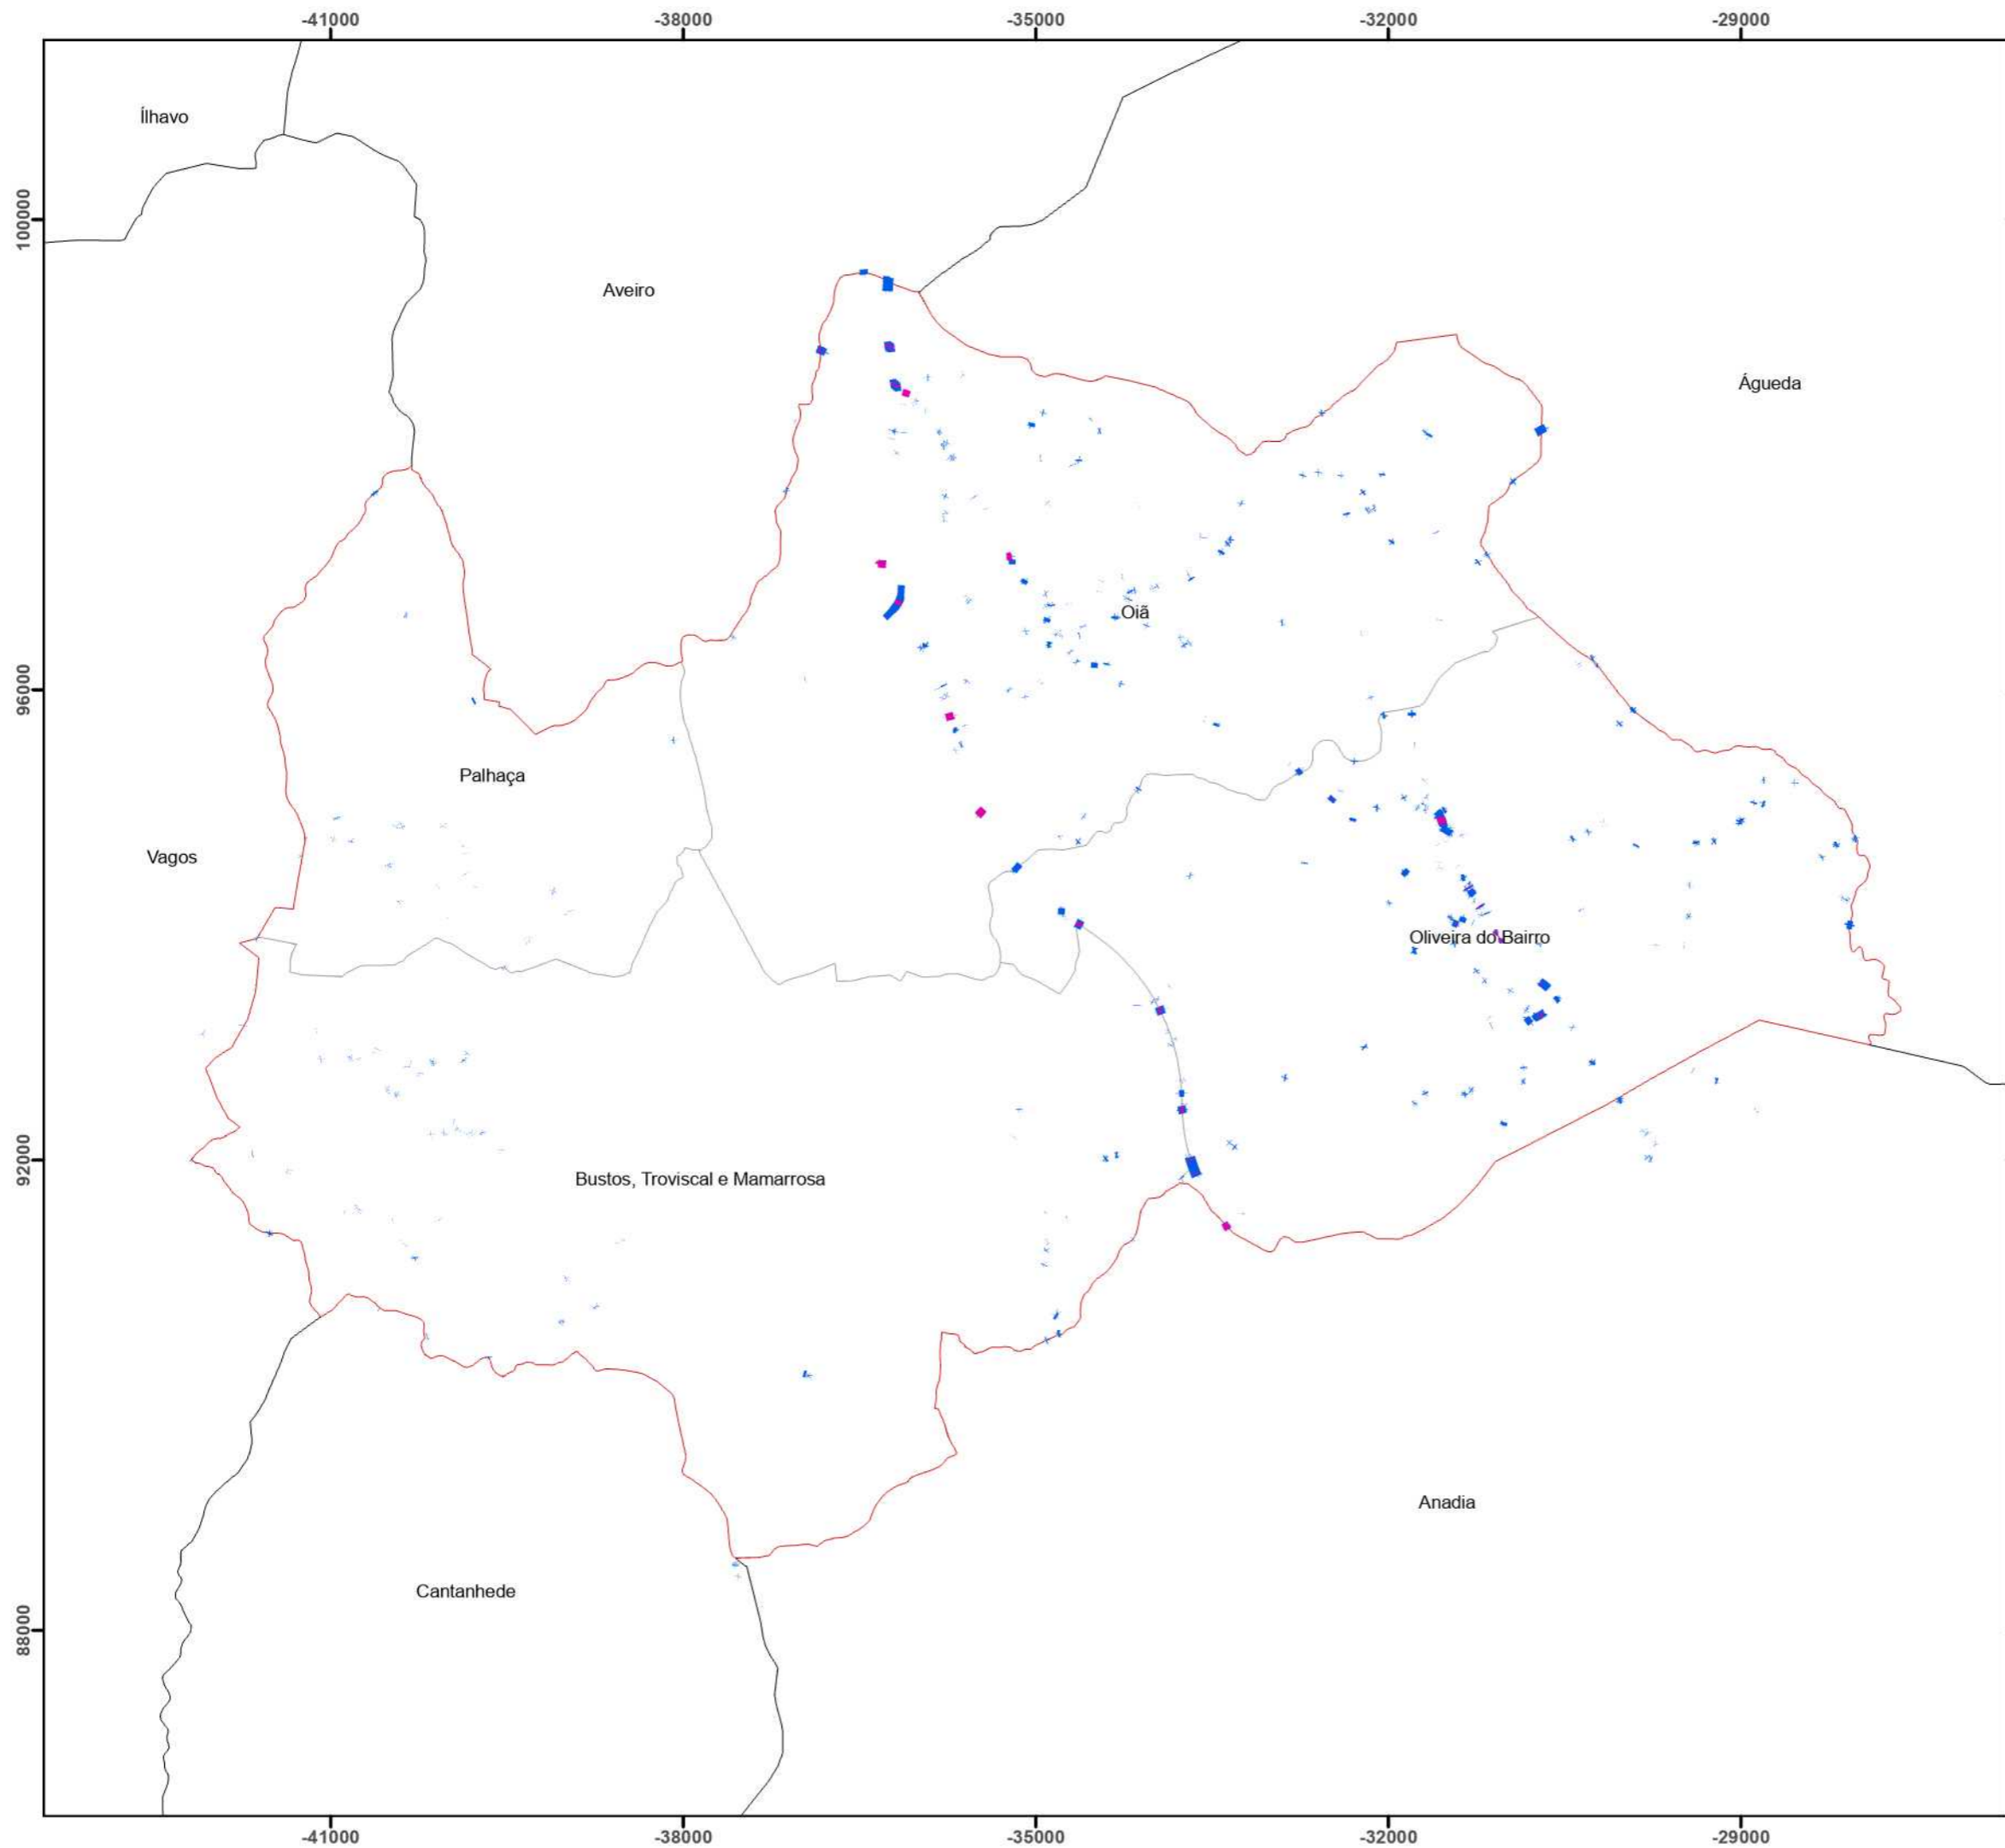 -41000 -38000 -35000 -32000 -29000
Ílhavo
100000
Aveiro
Águeda
Oiã
96000
Palhaça
Vagos
Oliveira do Bairro
92000
Bustos, Troviscal e Mamarrosa
Anadia
Cantanhede
88000
-41000 -38000 -35000 -32000 -29000